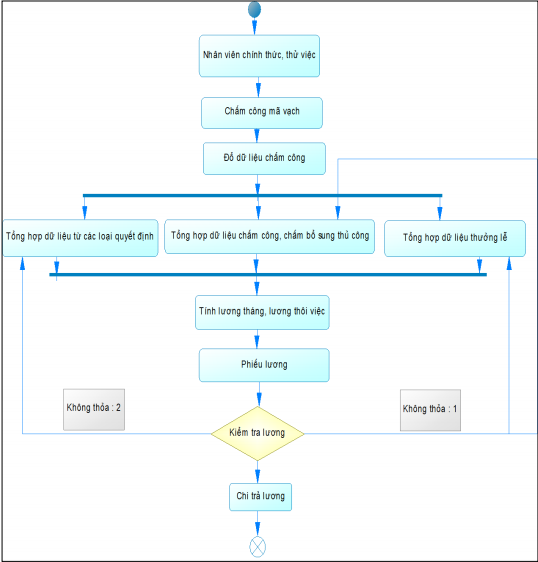 Nhân viên chính thức, thử việc
Chấm công mã vạch
Đổ dữ liệu chấm công
Tổng hợp dữ liệu từ các loại quyết định
Tổng hợp dữ liệu chấm công, chấm bổ sung thủ công
Tổng hợp dữ liệu thưởng lễ
Tính lương tháng, lương thôi việc
Phiếu lương
Không thỏa : 2
Không thỏa : 1
Kiểm tra lương
Chi trả lương